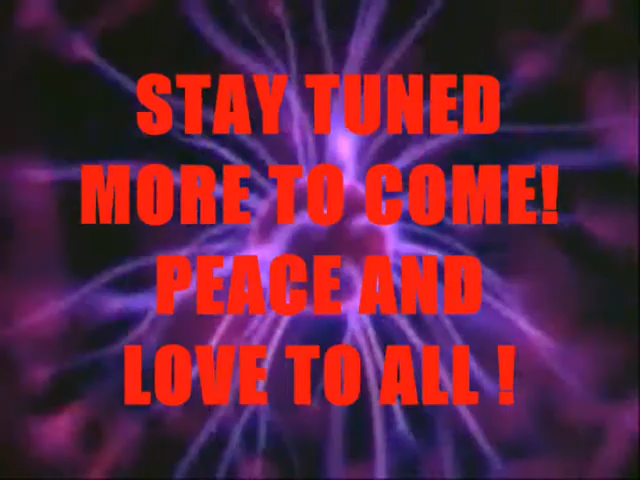 STAY TUNED
MORE TO COME!
PEACE AND
LOVE TO ALL !